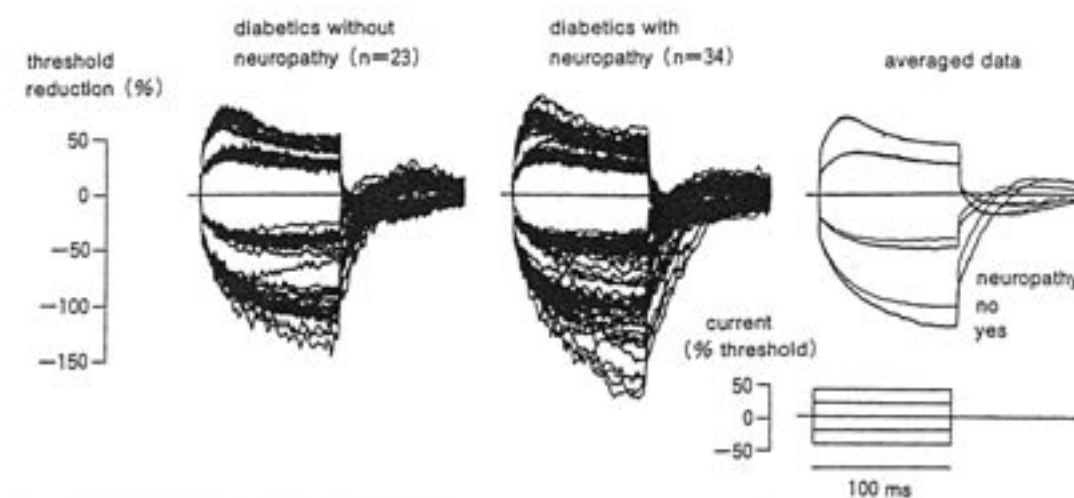 threshold
reduction (%)
50
0
−50
−100
−150
diabetics without
neuropathy (n=23)
diabetics with
neuropathy (n=34)
averaged data
neuropathy
no
yes
current
(% threshold)
50
0
−50
100 ms